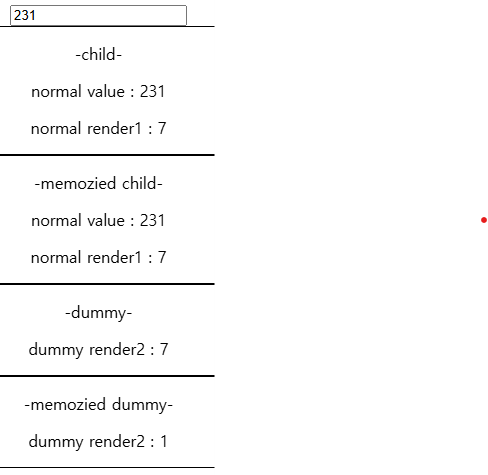 231
-child-
normal value : 231
normal render1 : 7
-memozied child-
normal value : 231
normal render1 : 7
-dummy-
dummy render2 : 7
-memozied dummy-
dummy render2 : 1